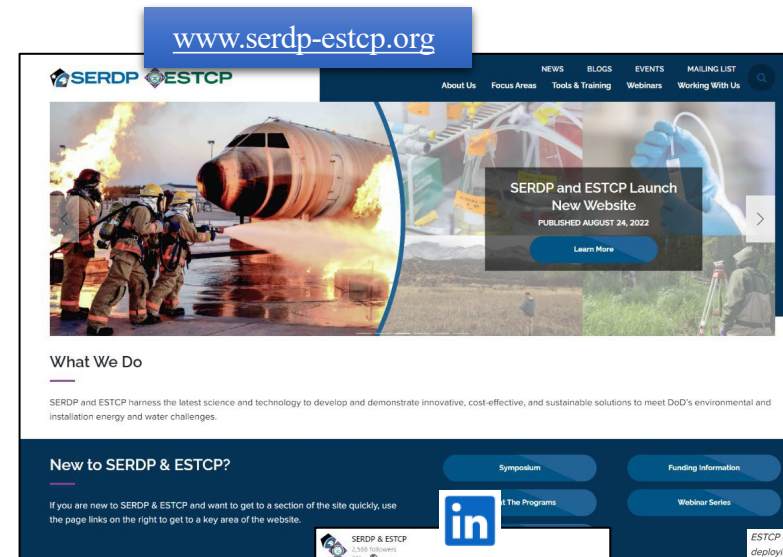 www.serdp-estcp.org
SERDP ESTCP
NEWS BLOGS EVENTS MAILING LIST
About Us Focus Areas Tools & Training Webinars Working With Us
SERDP and ESTCP Launch
New Website
PUBLISHED AUGUST 24, 2022
Learn More
What We Do
SERDP and ESTCP harness the latest science and technology to develop and demonstrate innovative, cost-effective, and sustainable solutions to meet DoD's environmental and
installation energy and water challenges.
New to SERDP & ESTCP?
If you are new to SERDP & ESTCP and want to get to a section of the site quickly, use
the page links on the right to get to a key area of the website.
Symposium
Funding Information
The Programs
Webinar Series
in
SERDP & ESTCP
followers
ESTCP